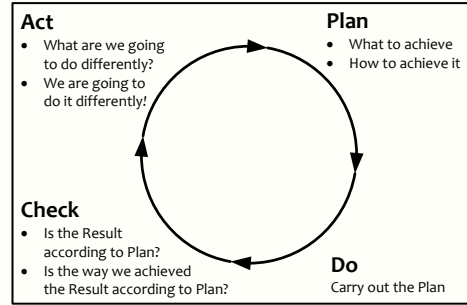 Act
• What are we going
to do differently?
• We are going to
do it differently!
Plan
• What to achieve
• How to achieve it
Check
• Is the Result
according to Plan?
• Is the way we achieved
the Result according to Plan?
Do
Carry out the Plan